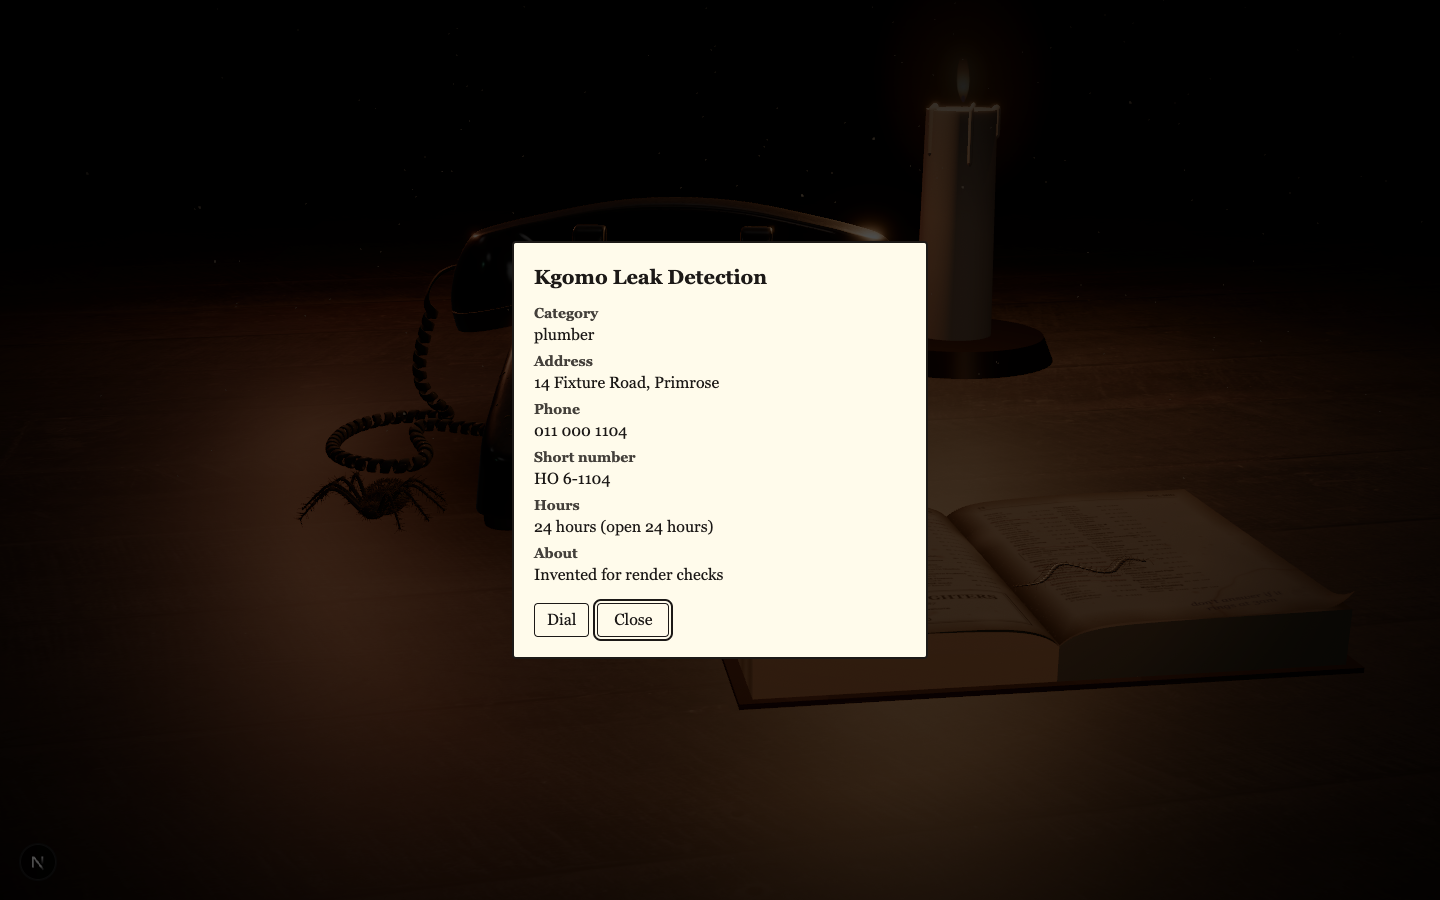 Kgomo Leak Detection
Category
plumber
Address
14 Fixture Road, Primrose
Phone
011 000 1104
Short number
HO 6-1104
Hours
24 hours (open 24 hours)
About
Invented for render checks
Dial
Close
N